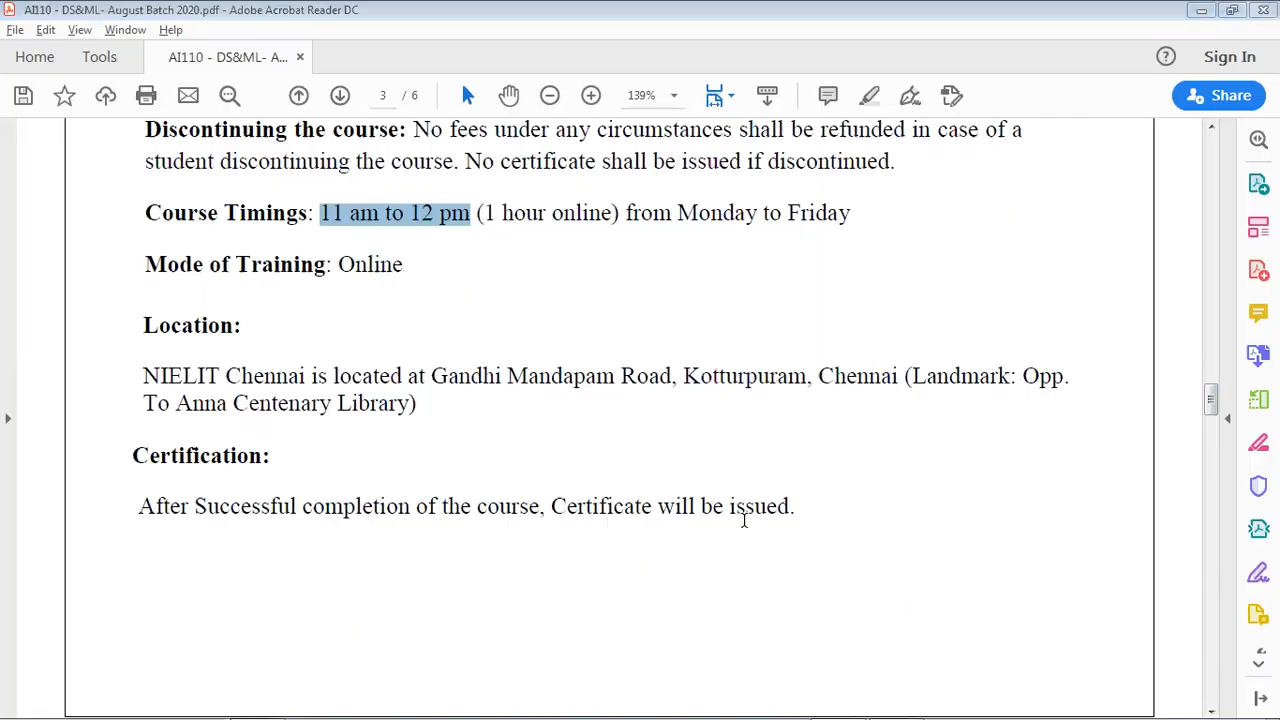 AI110 - DS&ML- August Batch 2020.pdf - Adobe Acrobat Reader DC
File Edit View Window Help
Home Tools AI110 - DS&ML- A... × Sign In
3 / 6 139% Share
Discontinuing the course: No fees under any circumstances shall be refunded in case of a
student discontinuing the course. No certificate shall be issued if discontinued.
Course Timings: 11 am to 12 pm (1 hour online) from Monday to Friday
Mode of Training: Online
Location:
NIELIT Chennai is located at Gandhi Mandapam Road, Kotturpuram, Chennai (Landmark: Opp.
To Anna Centenary Library)
Certification:
After Successful completion of the course, Certificate will be issued.